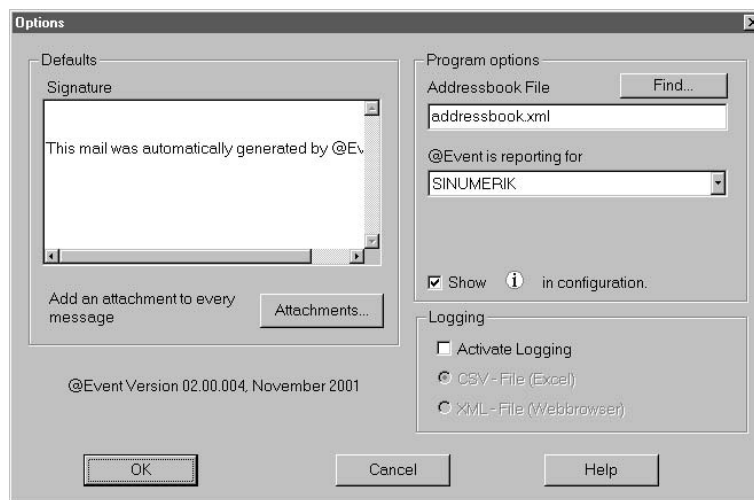 Options
Defaults
Signature
This mail was automatically generated by
Add an attachment to every
message
Attachments...
@Event Version 02.00.004, November 2001
Program options
Addressbook File
Find...
addressbook.xml
@Event is reporting for
SINUMERIK
Show i in configuration.
Logging
Activate Logging
CSV - File (Excel)
XML - File (Webbrowser)
OK
Cancel
Help